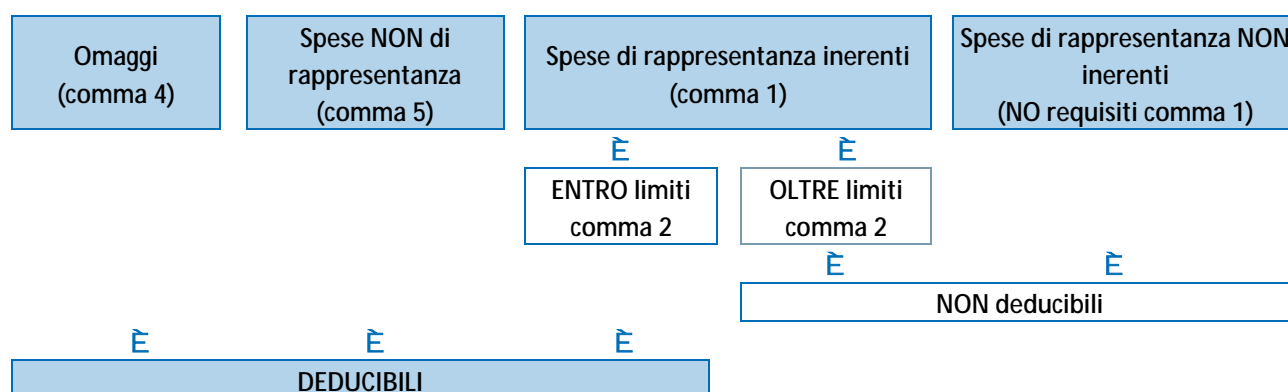 Omaggi
(comma 4)
Spese NON di
rappresentanza
(comma 5)
Spese di rappresentanza inerenti
(comma 1)
Spese di rappresentanza NON
inerenti
(NO requisiti comma 1)
È È
ENTRO limiti
comma 2
OLTRE limiti
comma 2
È È
NON deducibili
È È È
DEDUCIBILI